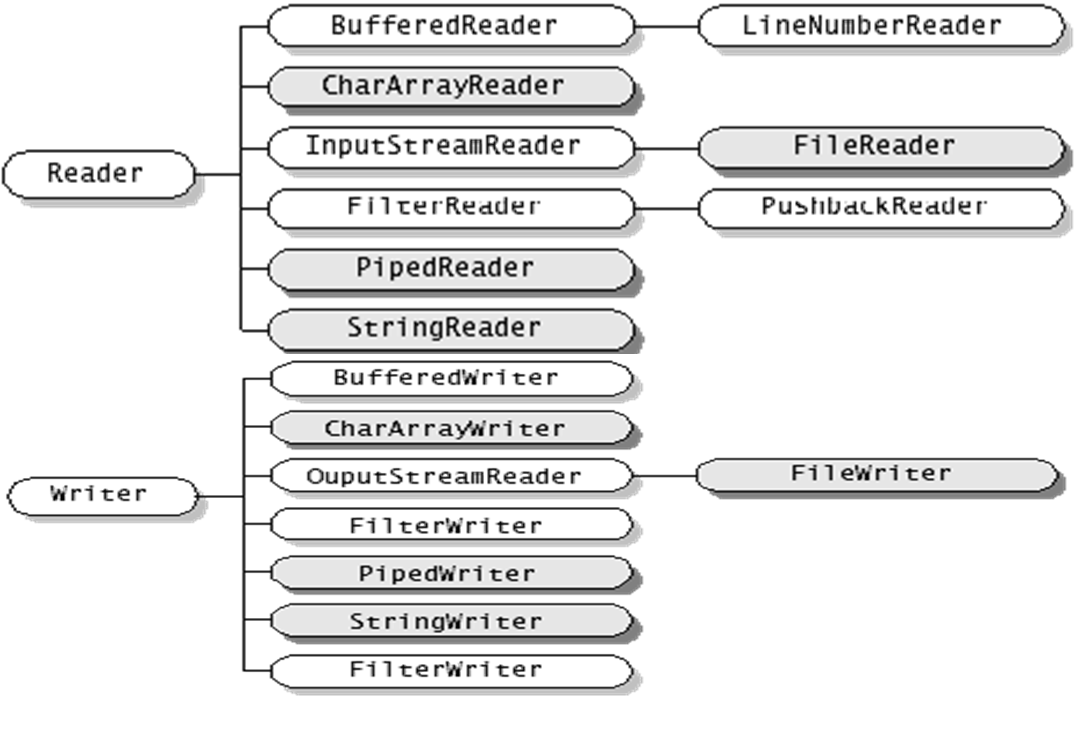 BufferedReader
LineNumberReader
CharArrayReader
InputStreamReader
FileReader
Reader
FilterReader
PushbackReader
PipedReader
StringReader
BufferedWriter
CharArrayWriter
OuputStreamReader
FileWriter
Writer
FilterWriter
PipedWriter
StringWriter
FilterWriter